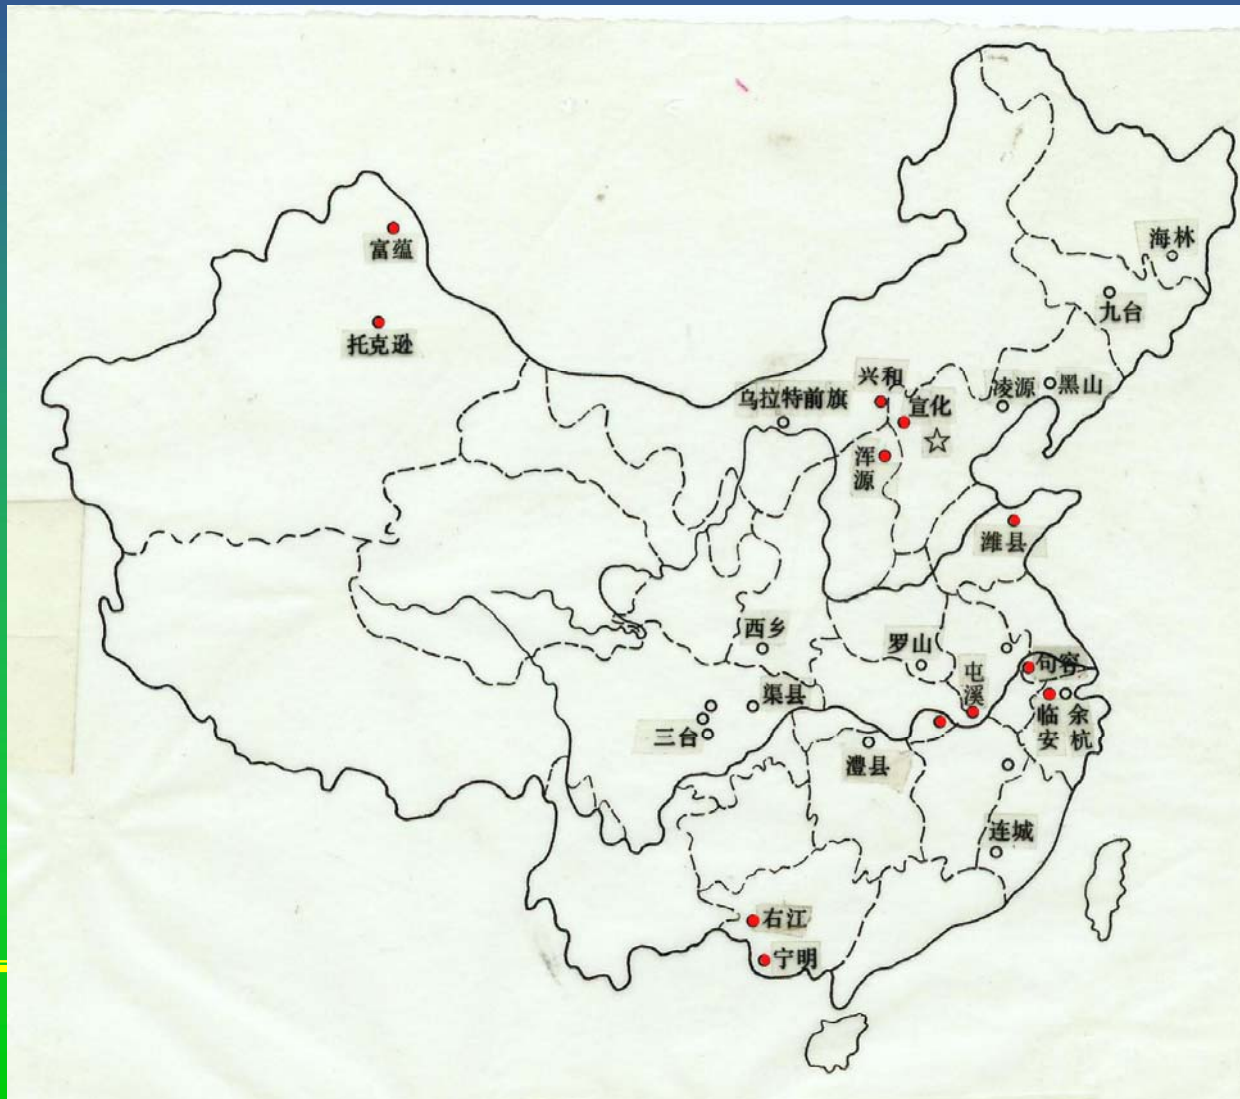 海林
富蕴
九台
托克逊
兴和
凌源
黑山
乌拉特前旗
宣化
浑源
潍县
西乡
罗山
屯溪
句容
渠县
三台
临安
余杭
澧县
连城
右江
宁明